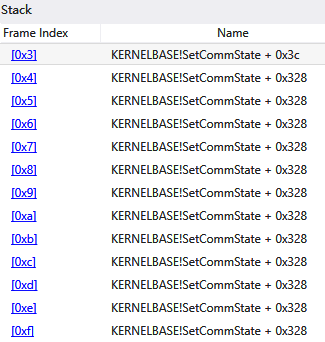 Stack
Frame Index Name
[0x3] KERNELBASE!SetCommState + 0x3c
[0x4] KERNELBASE!SetCommState + 0x328
[0x5] KERNELBASE!SetCommState + 0x328
[0x6] KERNELBASE!SetCommState + 0x328
[0x7] KERNELBASE!SetCommState + 0x328
[0x8] KERNELBASE!SetCommState + 0x328
[0x9] KERNELBASE!SetCommState + 0x328
[0xa] KERNELBASE!SetCommState + 0x328
[0xb] KERNELBASE!SetCommState + 0x328
[0xc] KERNELBASE!SetCommState + 0x328
[0xd] KERNELBASE!SetCommState + 0x328
[0xe] KERNELBASE!SetCommState + 0x328
[0xf] KERNELBASE!SetCommState + 0x328